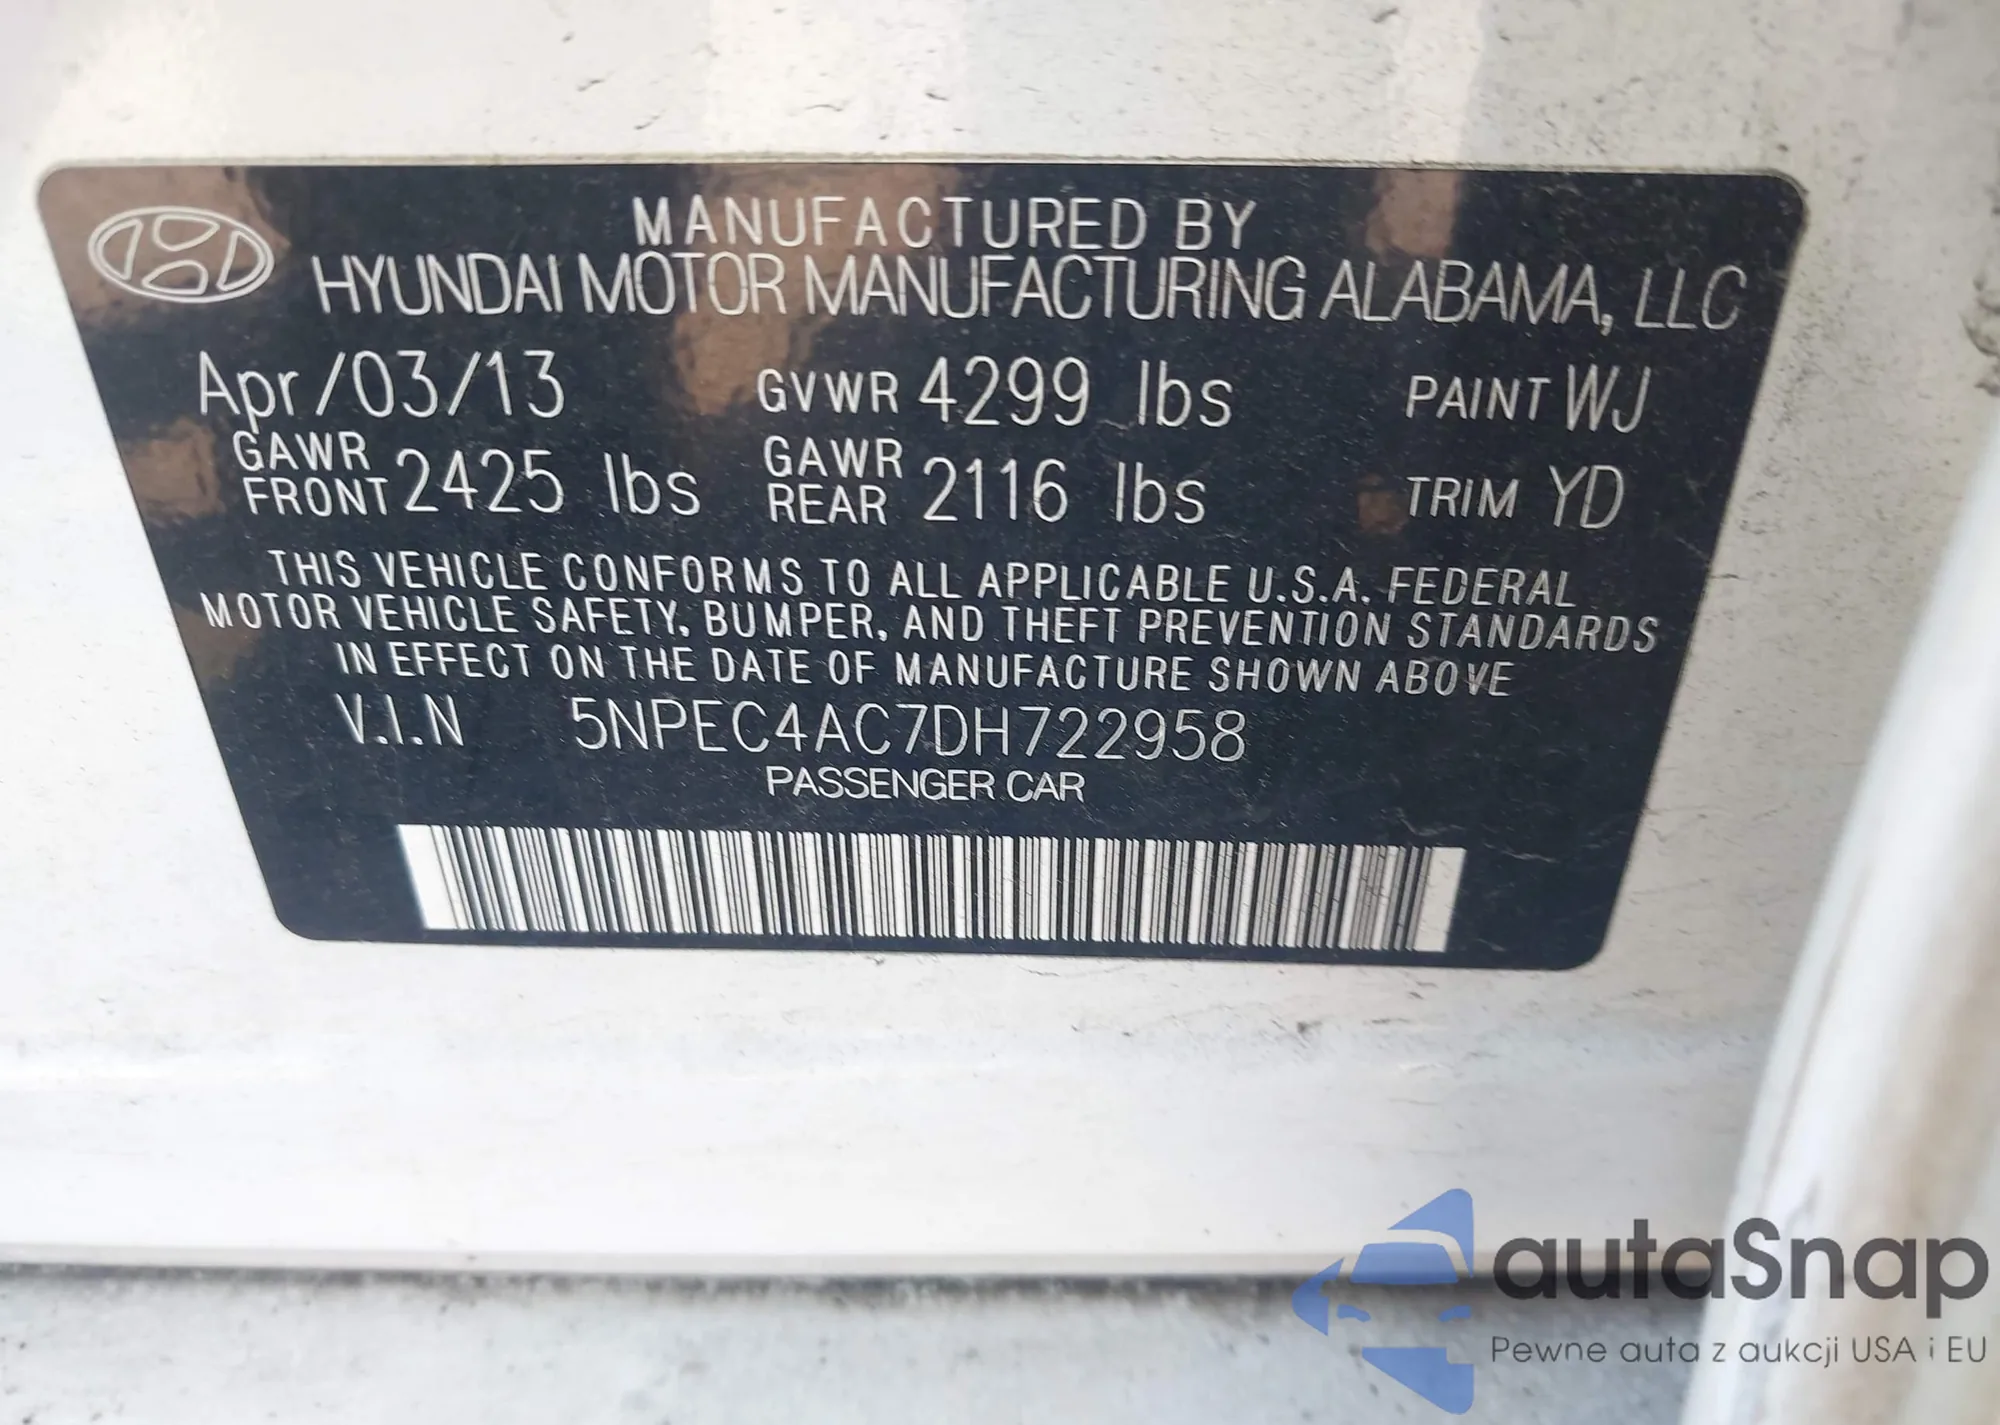 MANUFACTURED BY
HYUNDAI MOTOR MANUFACTURING ALABAMA, LLC
Apr/03/13 GVWR 4299 lbs PAINT WJ
GAWR FRONT 2425 lbs GAWR REAR 2116 lbs TRIM YD
THIS VEHICLE CONFORMS TO ALL APPLICABLE U.S.A. FEDERAL
MOTOR VEHICLE SAFETY, BUMPER, AND THEFT PREVENTION STANDARDS
IN EFFECT ON THE DATE OF MANUFACTURE SHOWN ABOVE
V.I.N 5NPEC4AC7DH722958
PASSENGER CAR
autaSnap
Pewne auta z aukcji USA i EU